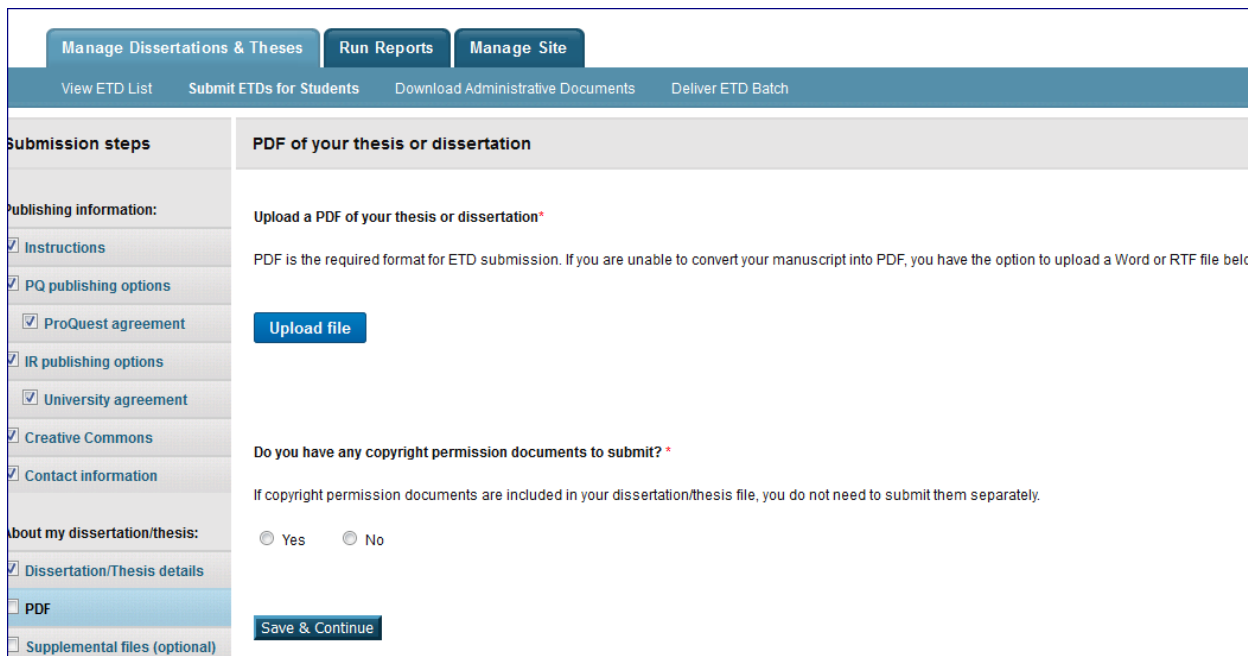 Manage Dissertations & Theses Run Reports Manage Site
View ETD List Submit ETDs for Students Download Administrative Documents Deliver ETD Batch
Submission steps
Publishing information:
Instructions
PQ publishing options
ProQuest agreement
IR publishing options
University agreement
Creative Commons
Contact information
About my dissertation/thesis:
Dissertation/Thesis details
PDF
Supplemental files (optional)
PDF of your thesis or dissertation
Upload a PDF of your thesis or dissertation*
PDF is the required format for ETD submission. If you are unable to convert your manuscript into PDF, you have the option to upload a Word or RTF file belo
Upload file
Do you have any copyright permission documents to submit? *
If copyright permission documents are included in your dissertation/thesis file, you do not need to submit them separately.
Yes No
Save & Continue